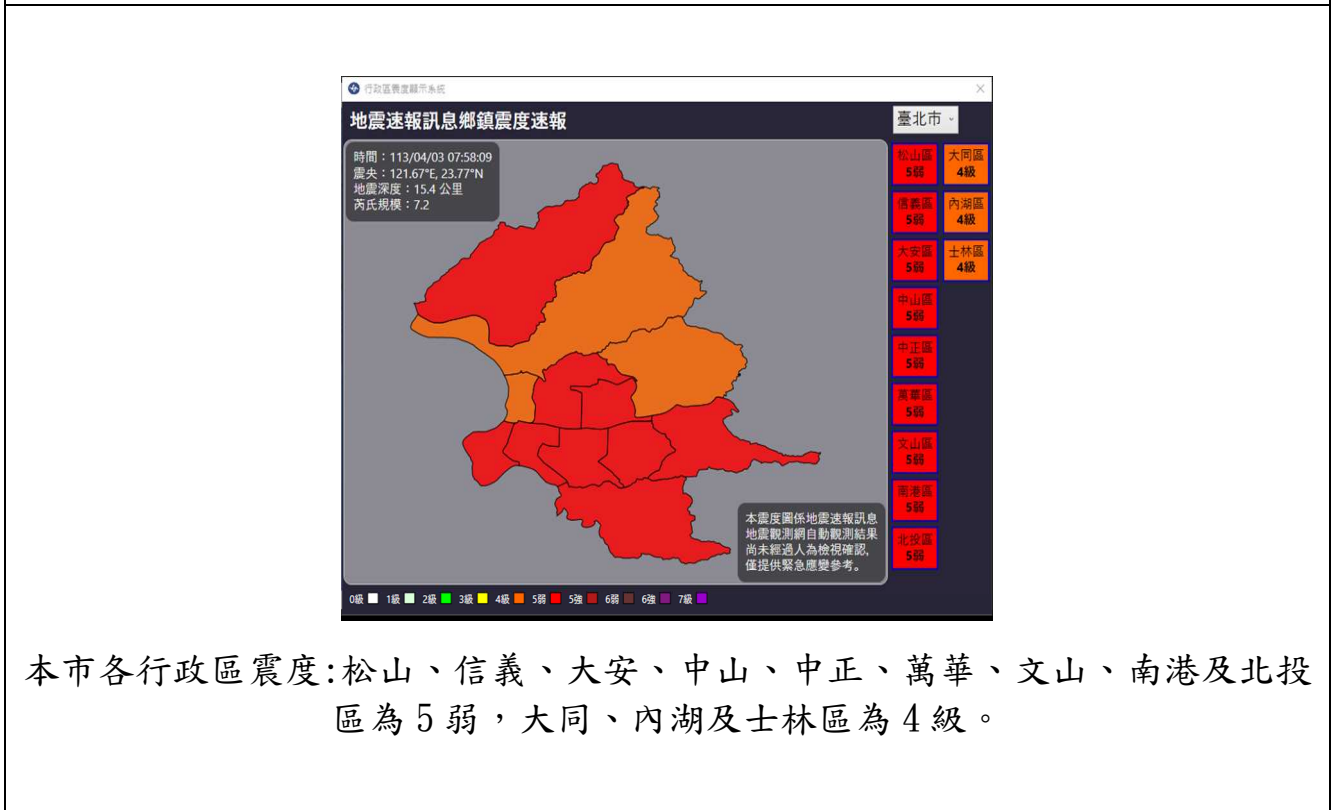 行政區震度顯示系統
地震速報訊息鄉鎮震度速報
臺北市
時間：113/04/03 07:58:09
震央：121.67°E, 23.77°N
地震深度：15.4 公里
芮氏規模：7.2
松山區
5弱
大同區
4級
信義區
5弱
內湖區
4級
大安區
5弱
士林區
4級
中山區
5弱
中正區
5弱
萬華區
5弱
文山區
5弱
南港區
5弱
北投區
5弱
本震度圖係地震速報訊息
地震觀測網自動觀測結果
尚未經過人為檢視確認,
僅提供緊急應變參考。
0級 1級 2級 3級 4級 5弱 5強 6弱 6強 7級
本市各行政區震度:松山、信義、大安、中山、中正、萬華、文山、南港及北投
區為5弱，大同、內湖及士林區為4級。